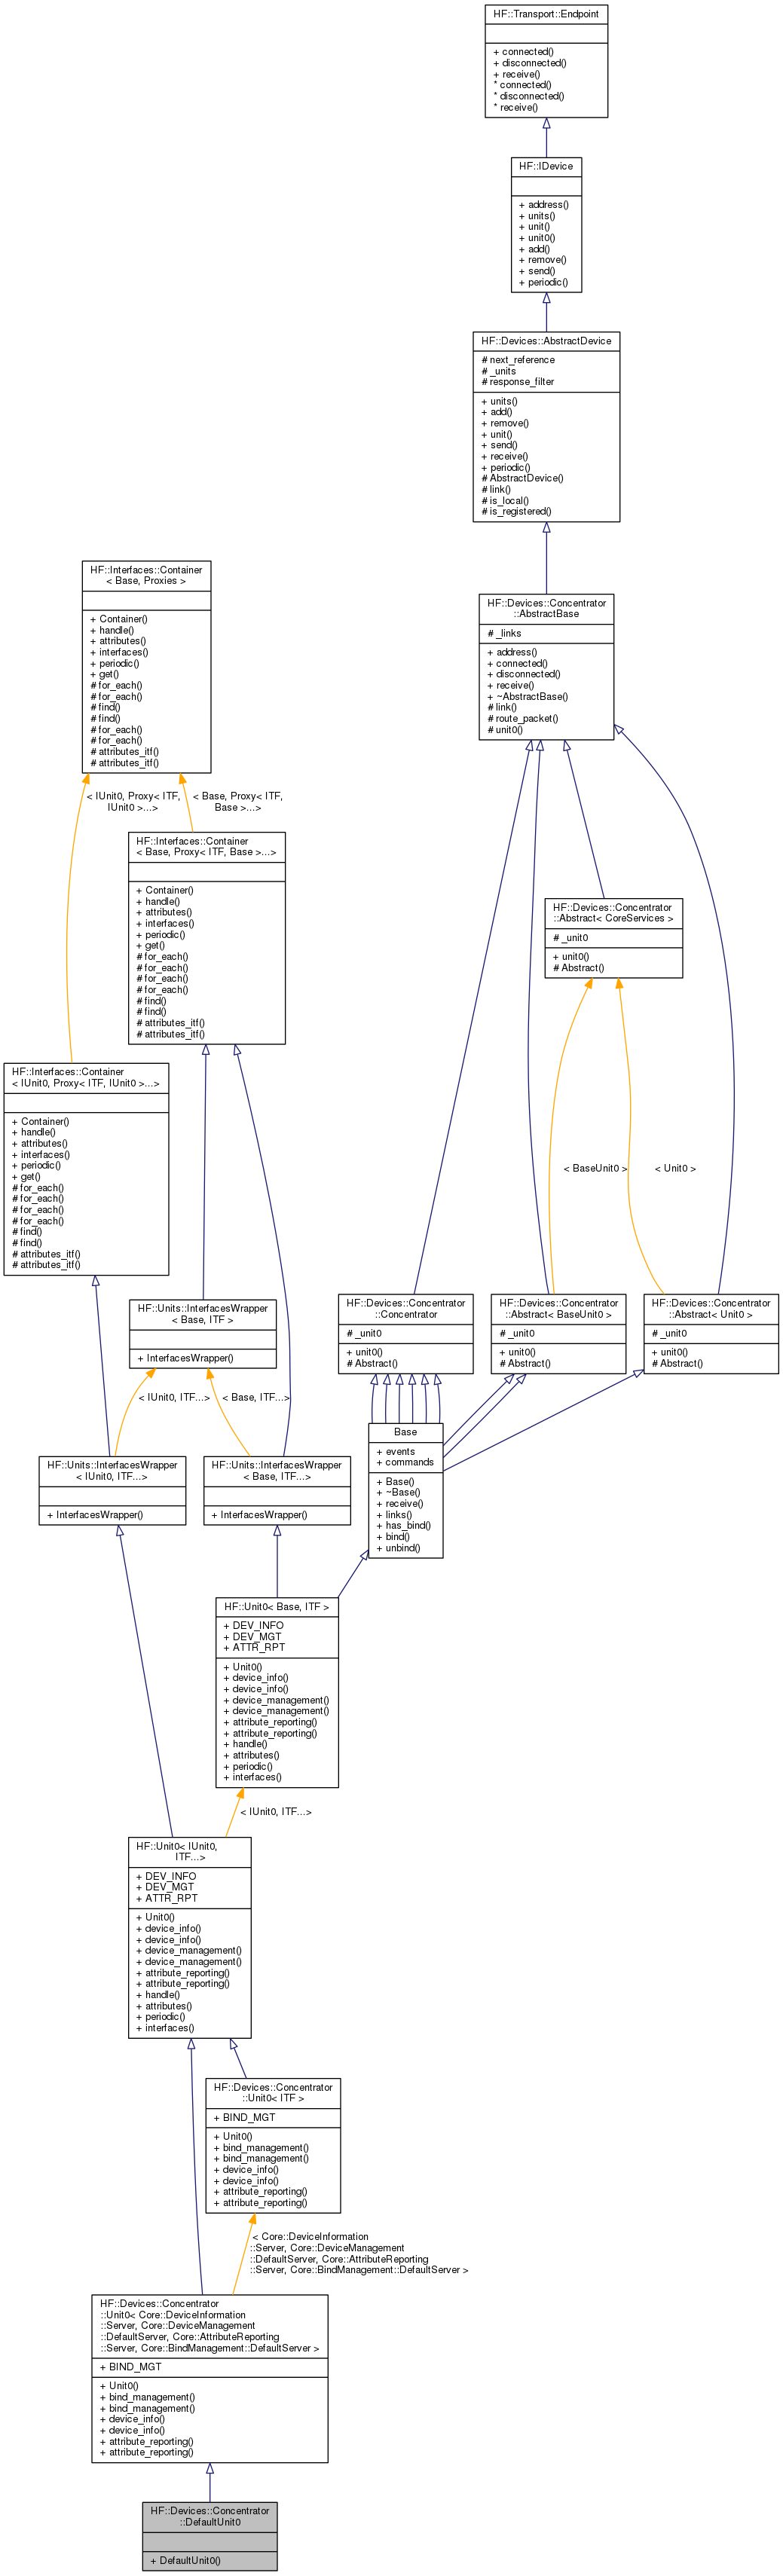 HF::Transport::Endpoint
+ connected()
+ disconnected()
+ receive()
* connected()
* disconnected()
* receive()
HF::IDevice
+ address()
+ units()
+ unit()
+ unit0()
+ add()
+ remove()
+ send()
+ periodic()
HF::Devices::AbstractDevice
# next_reference
# _units
# response_filter
+ units()
+ add()
+ remove()
+ unit()
+ send()
+ receive()
+ periodic()
# AbstractDevice()
# link()
# is_local()
# is_registered()
HF::Interfaces::Container
< Base, Proxies >
+ Container()
+ handle()
+ attributes()
+ interfaces()
+ periodic()
+ get()
# for_each()
# for_each()
# find()
# find()
# for_each()
# for_each()
# attributes_itf()
# attributes_itf()
HF::Devices::Concentrator
::AbstractBase
# _links
+ address()
+ connected()
+ disconnected()
+ receive()
+ ~AbstractBase()
# link()
# route_packet()
# unit0()
< IUnit0, Proxy< ITF,
IUnit0 >...>
< Base, Proxy< ITF,
Base >...>
HF::Interfaces::Container
< Base, Proxy< ITF, Base >...>
+ Container()
+ handle()
+ attributes()
+ interfaces()
+ periodic()
+ get()
# for_each()
# for_each()
# for_each()
# for_each()
# find()
# find()
# attributes_itf()
# attributes_itf()
HF::Devices::Concentrator
::Abstract< CoreServices >
# _unit0
+ unit0()
# Abstract()
HF::Interfaces::Container
< IUnit0, Proxy< ITF, IUnit0 >...>
+ Container()
+ handle()
+ attributes()
+ interfaces()
+ periodic()
+ get()
# for_each()
# for_each()
# for_each()
# for_each()
# find()
# find()
# attributes_itf()
# attributes_itf()
< BaseUnit0 >
< Unit0 >
HF::Units::InterfacesWrapper
< Base, ITF >
+ InterfacesWrapper()
HF::Devices::Concentrator
::Concentrator
# _unit0
+ unit0()
# Abstract()
HF::Devices::Concentrator
::Abstract< BaseUnit0 >
# _unit0
+ unit0()
# Abstract()
HF::Devices::Concentrator
::Abstract< Unit0 >
# _unit0
+ unit0()
# Abstract()
< IUnit0, ITF...>
< Base, ITF...>
HF::Units::InterfacesWrapper
< IUnit0, ITF...>
+ InterfacesWrapper()
HF::Units::InterfacesWrapper
< Base, ITF...>
+ InterfacesWrapper()
Base
+ events
+ commands
+ Base()
+ ~Base()
+ receive()
+ links()
+ has_bind()
+ bind()
+ unbind()
HF::Unit0< Base, ITF >
+ DEV_INFO
+ DEV_MGT
+ ATTR_RPT
+ Unit0()
+ device_info()
+ device_info()
+ device_management()
+ device_management()
+ attribute_reporting()
+ attribute_reporting()
+ handle()
+ attributes()
+ periodic()
+ interfaces()
< IUnit0, ITF...>
HF::Unit0< IUnit0,
ITF...>
+ DEV_INFO
+ DEV_MGT
+ ATTR_RPT
+ Unit0()
+ device_info()
+ device_info()
+ device_management()
+ device_management()
+ attribute_reporting()
+ attribute_reporting()
+ handle()
+ attributes()
+ periodic()
+ interfaces()
HF::Devices::Concentrator
::Unit0< ITF >
+ BIND_MGT
+ Unit0()
+ bind_management()
+ bind_management()
+ device_info()
+ device_info()
+ attribute_reporting()
+ attribute_reporting()
< Core::DeviceInformation
::Server, Core::DeviceManagement
::DefaultServer, Core::AttributeReporting
::Server, Core::BindManagement::DefaultServer >
HF::Devices::Concentrator
::Unit0< Core::DeviceInformation
::Server, Core::DeviceManagement
::DefaultServer, Core::AttributeReporting
::Server, Core::BindManagement::DefaultServer >
+ BIND_MGT
+ Unit0()
+ bind_management()
+ bind_management()
+ device_info()
+ device_info()
+ attribute_reporting()
+ attribute_reporting()
HF::Devices::Concentrator
::DefaultUnit0
+ DefaultUnit0()